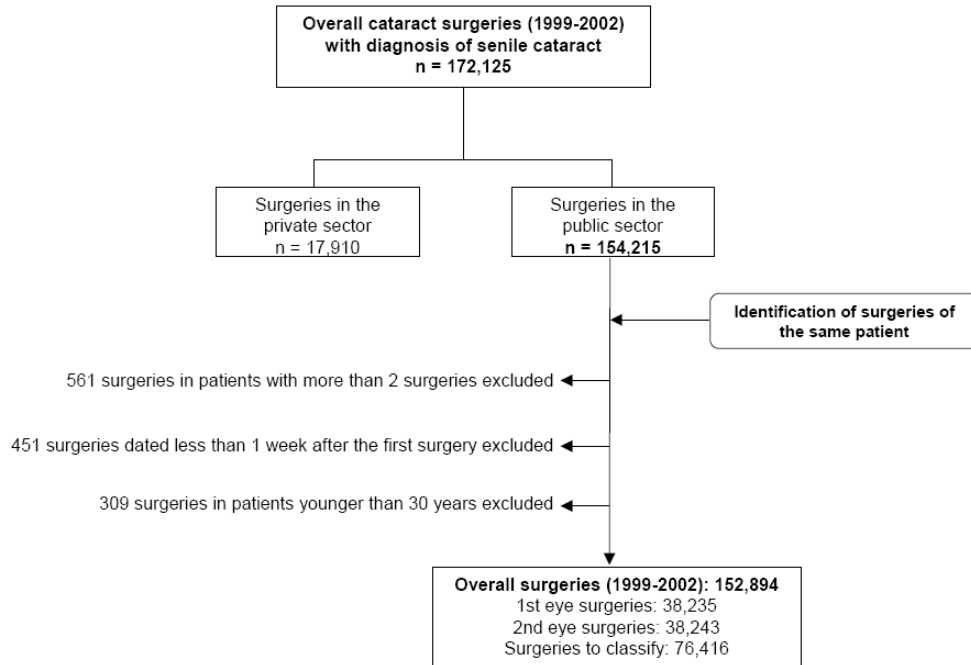 Overall cataract surgeries (1999-2002)
with diagnosis of senile cataract
n = 172,125
Surgeries in the
private sector
n = 17,910
Surgeries in the
public sector
n = 154,215
Identification of surgeries of
the same patient
561 surgeries in patients with more than 2 surgeries excluded
451 surgeries dated less than 1 week after the first surgery excluded
309 surgeries in patients younger than 30 years excluded
Overall surgeries (1999-2002): 152,894
1st eye surgeries: 38,235
2nd eye surgeries: 38,243
Surgeries to classify: 76,416